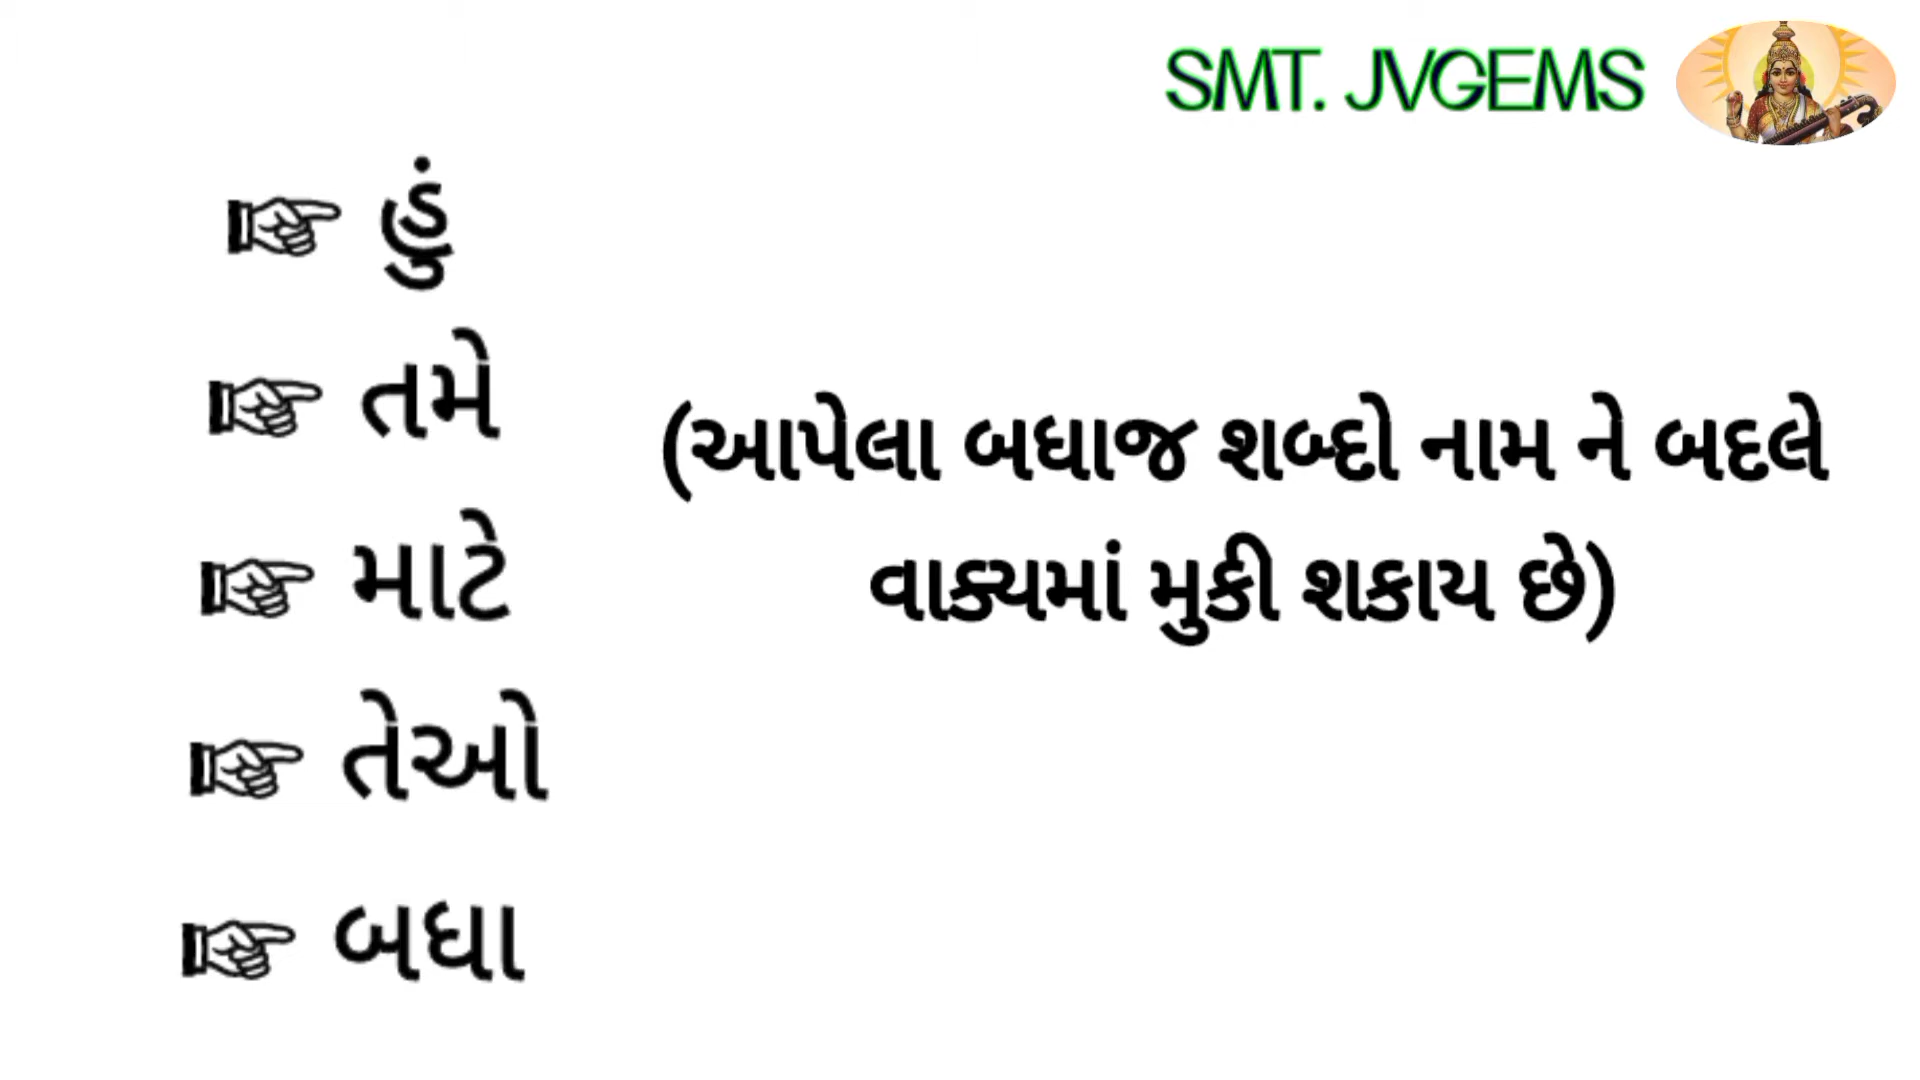 SMT. JVGEMS
☞ હું
☞ તમે
☞ માટે
☞ તેઓ
☞ બધા
(આપેલા બધાજ શબ્દો નામ ને બદલે
વાક્યમાં મુકી શકાય છે)